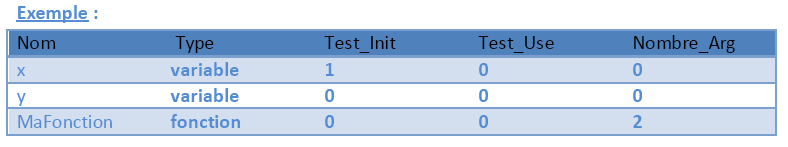 Exemple :
Nom Type Test_Init Test_Use Nombre_Arg
x variable 1 0 0
y variable 0 0 0
MaFonction fonction 0 0 2